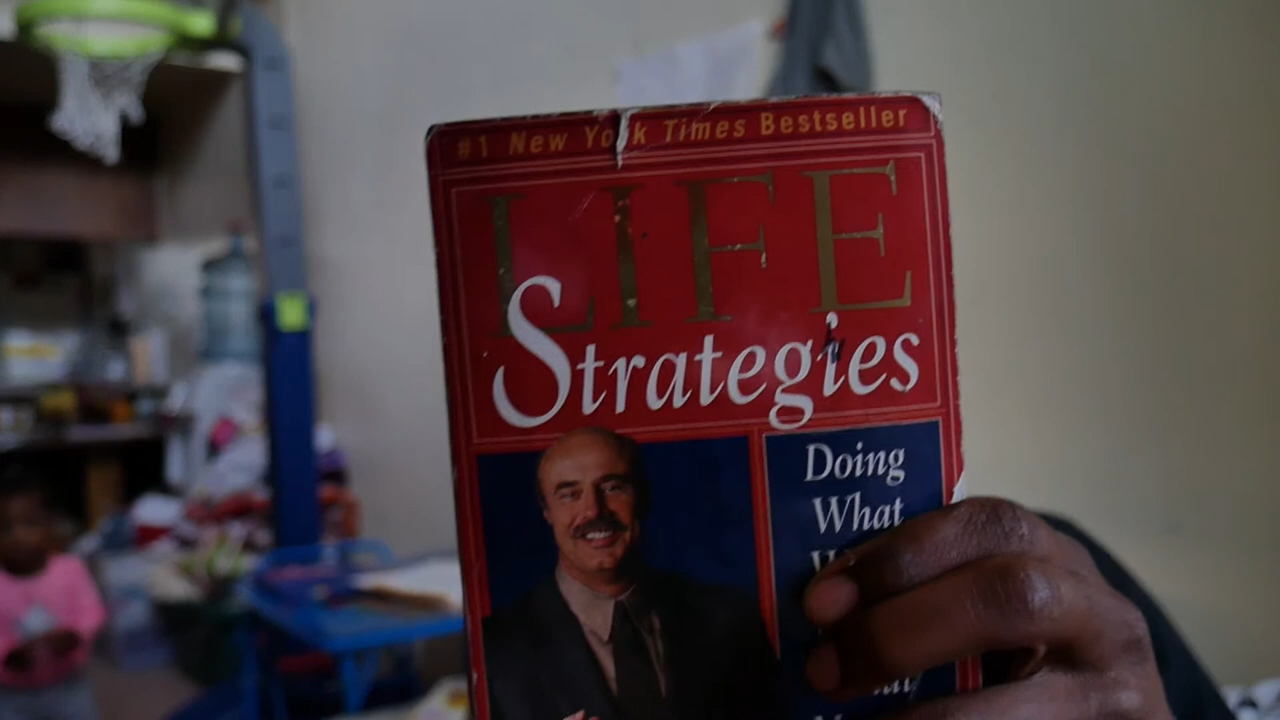 #1 New York Times Bestseller
LIFE
Strategies
Doing
What